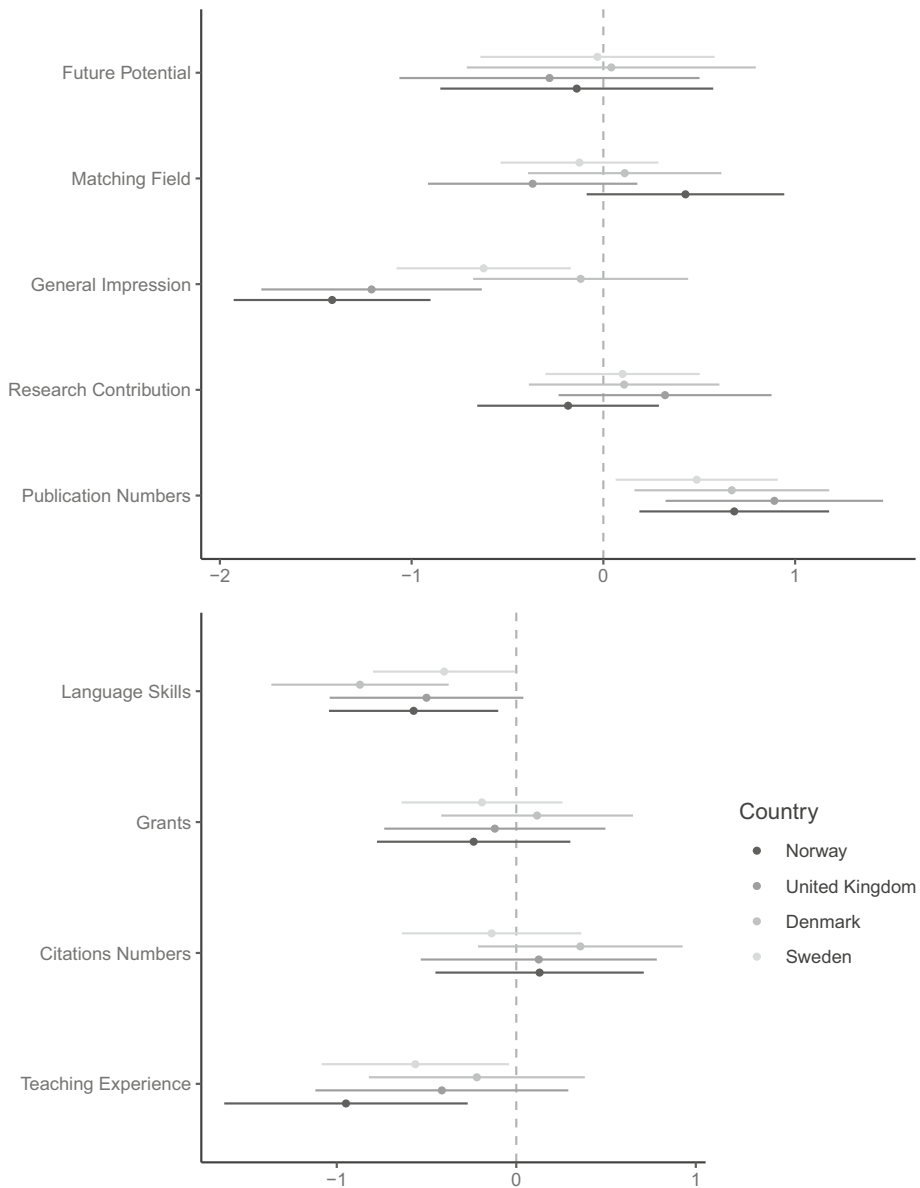 Future Potential
Matching Field
General Impression
Research Contribution
Publication Numbers
−2 −1 0 1
Language Skills
Grants
Citations Numbers
Teaching Experience
−1 0 1
Country
Norway
United Kingdom
Denmark
Sweden